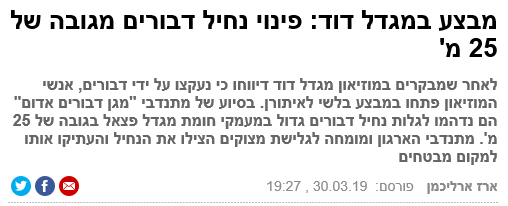 מבצע במגדל דוד: פינוי נחיל דבורים מגובה של
25 מ'
לאחר שמבקרים במוזיאון מגדל דוד דיווחו כי נעקצו על ידי דבורים, אנשי
המוזיאון פתחו במבצע בלשי לאיתורן. בסיוע של מתנדבי "מגן דבורים אדום"
הם נדהמו לגלות נחיל דבורים גדול במעמקי חומת מגדל פצאל בגובה של 25
מ'. מתנדבי הארגון ומומחה לגלישת מצוקים הצילו את הנחיל והעתיקו אותו
למקום מבטחים
ארז ארליכמן פורסם: 30.03.19 , 19:27